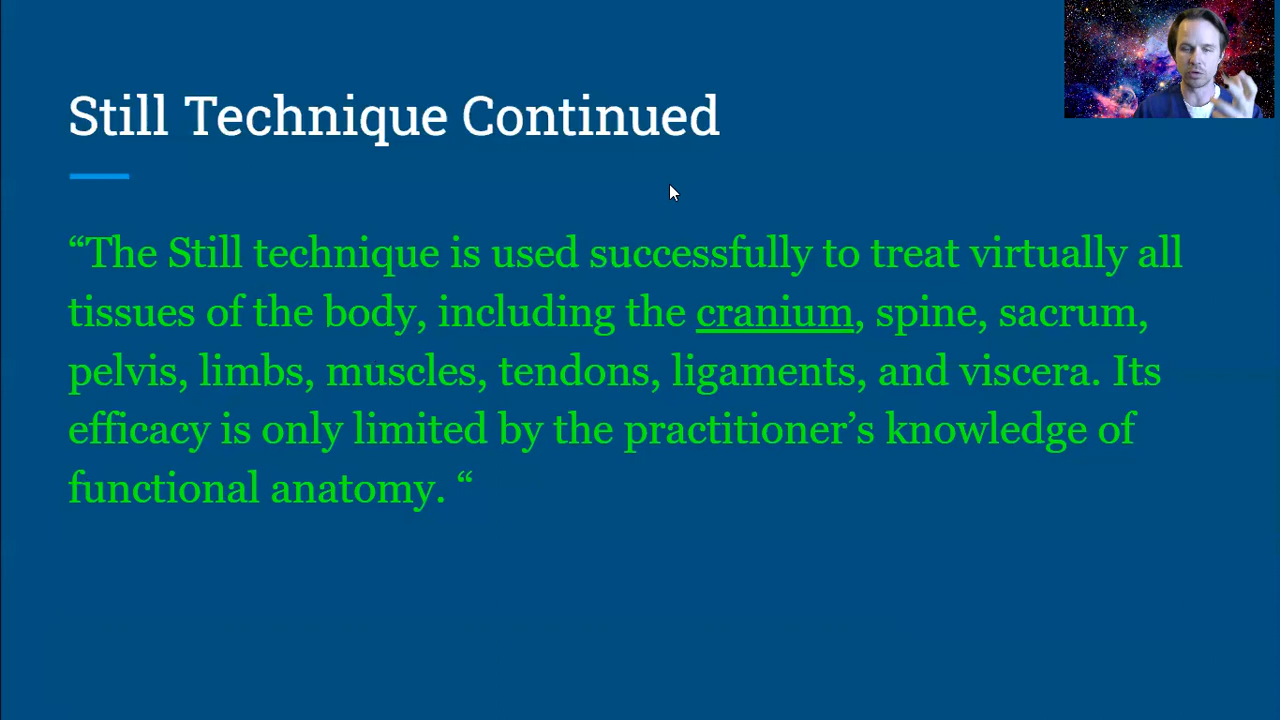 Still Technique Continued
“The Still technique is used successfully to treat virtually all
tissues of the body, including the cranium, spine, sacrum,
pelvis, limbs, muscles, tendons, ligaments, and viscera. Its
efficacy is only limited by the practitioner’s knowledge of
functional anatomy. “